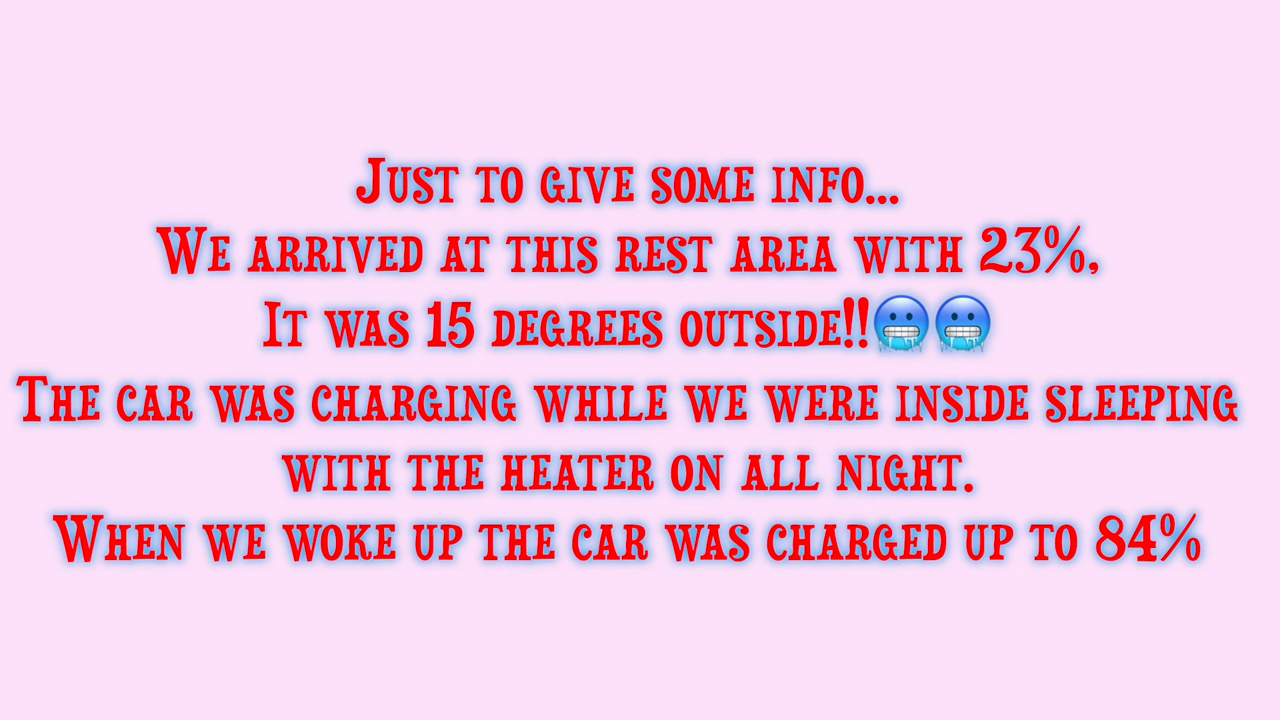 Just to give some info...
We arrived at this rest area with 23%,
It was 15 degrees outside!!🥶🥶
The car was charging while we were inside sleeping
with the heater on all night.
When we woke up the car was charged up to 84%